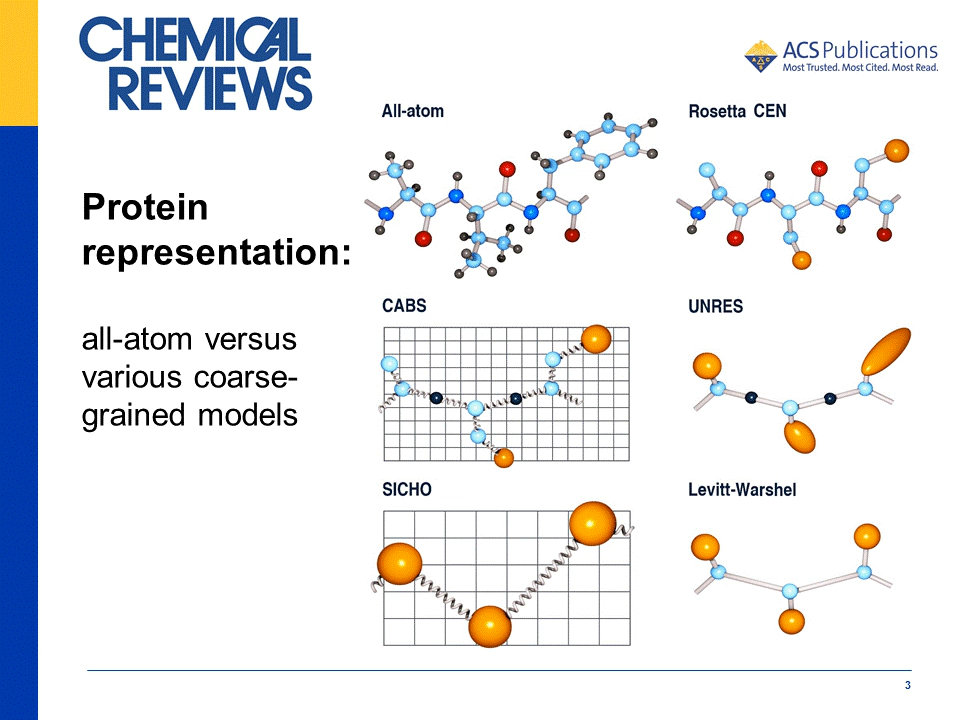 CHEMICAL
REVIEWS
ACS Publications
Most Trusted. Most Cited. Most Read.
Protein
representation:
all-atom versus
various coarse-
grained models
All-atom
Rosetta CEN
CABS
UNRES
SICHO
Levitt-Warshel
3